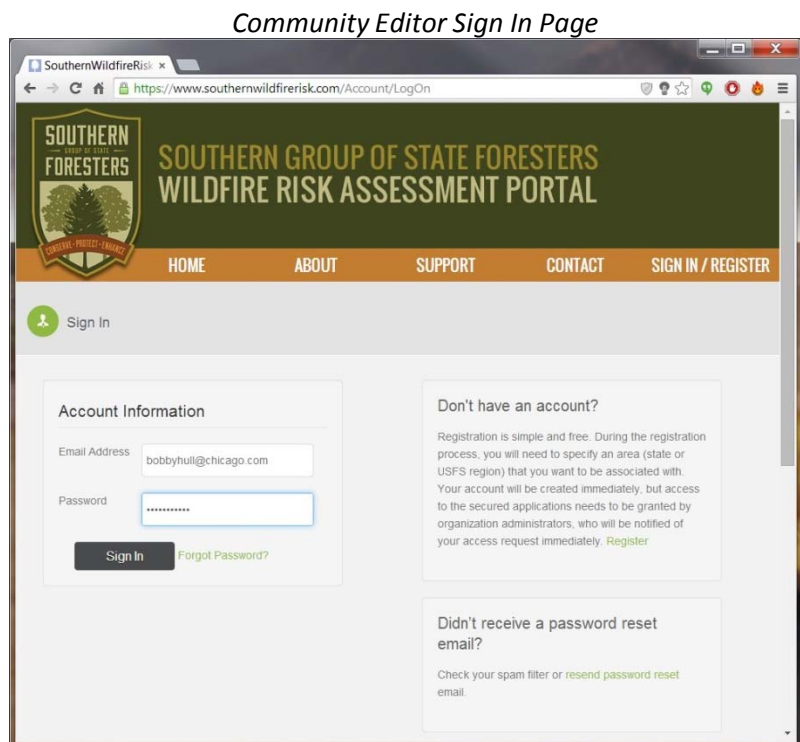 Community Editor Sign In Page
SouthernWildfireRisk ×
https://www.southernwildfirerisk.com/Account/LogOn
SOUTHERN
GROUP OF STATE
FORESTERS
CONSERVE · PROTECT · ENHANCE
SOUTHERN GROUP OF STATE FORESTERS
WILDFIRE RISK ASSESSMENT PORTAL
HOME ABOUT SUPPORT CONTACT SIGN IN / REGISTER
Sign In
Account Information
Email Address bobbyhull@chicago.com
Password ···········
Sign In Forgot Password?
Don't have an account?
Registration is simple and free. During the registration
process, you will need to specify an area (state or
USFS region) that you want to be associated with.
Your account will be created immediately, but access
to the secured applications needs to be granted by
organization administrators, who will be notified of
your access request immediately. Register
Didn't receive a password reset
email?
Check your spam filter or resend password reset
email.